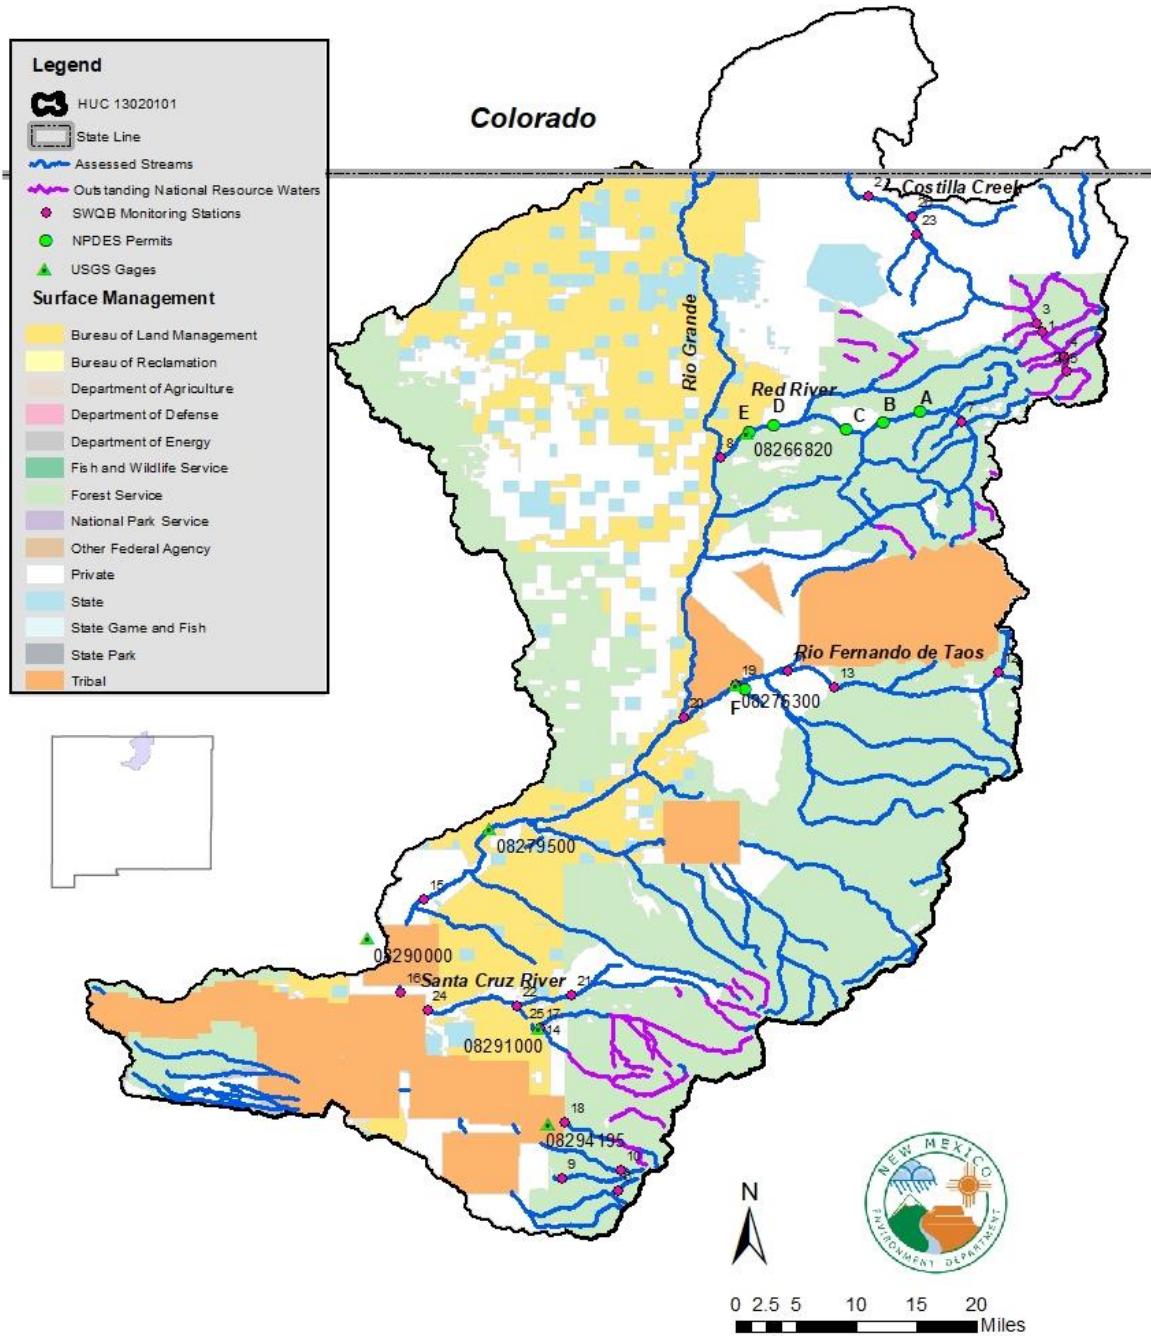 Legend
HUC 13020101
State Line
Assessed Streams
Outstanding National Resource Waters
SWQB Monitoring Stations
NPDES Permits
USGS Gages
Surface Management
Bureau of Land Management
Bureau of Reclamation
Department of Agriculture
Department of Defense
Department of Energy
Fish and Wildlife Service
Forest Service
National Park Service
Other Federal Agency
Private
State
State Game and Fish
State Park
Tribal
Colorado
2
Costilla Creek
23
3
1
4
5
Rio Grande
Red River
A
B
C
D
E
7
8
08266820
Rio Fernando de Taos
12
13
19
F
08276300
20
08279500
15
08290000
16
Santa Cruz River
24
22
21
25
17
14
08291000
18
08294195
10
9
N
NEW MEXICO
ENVIRONMENT DEPARTMENT
0 2.5 5 10 15 20
Miles